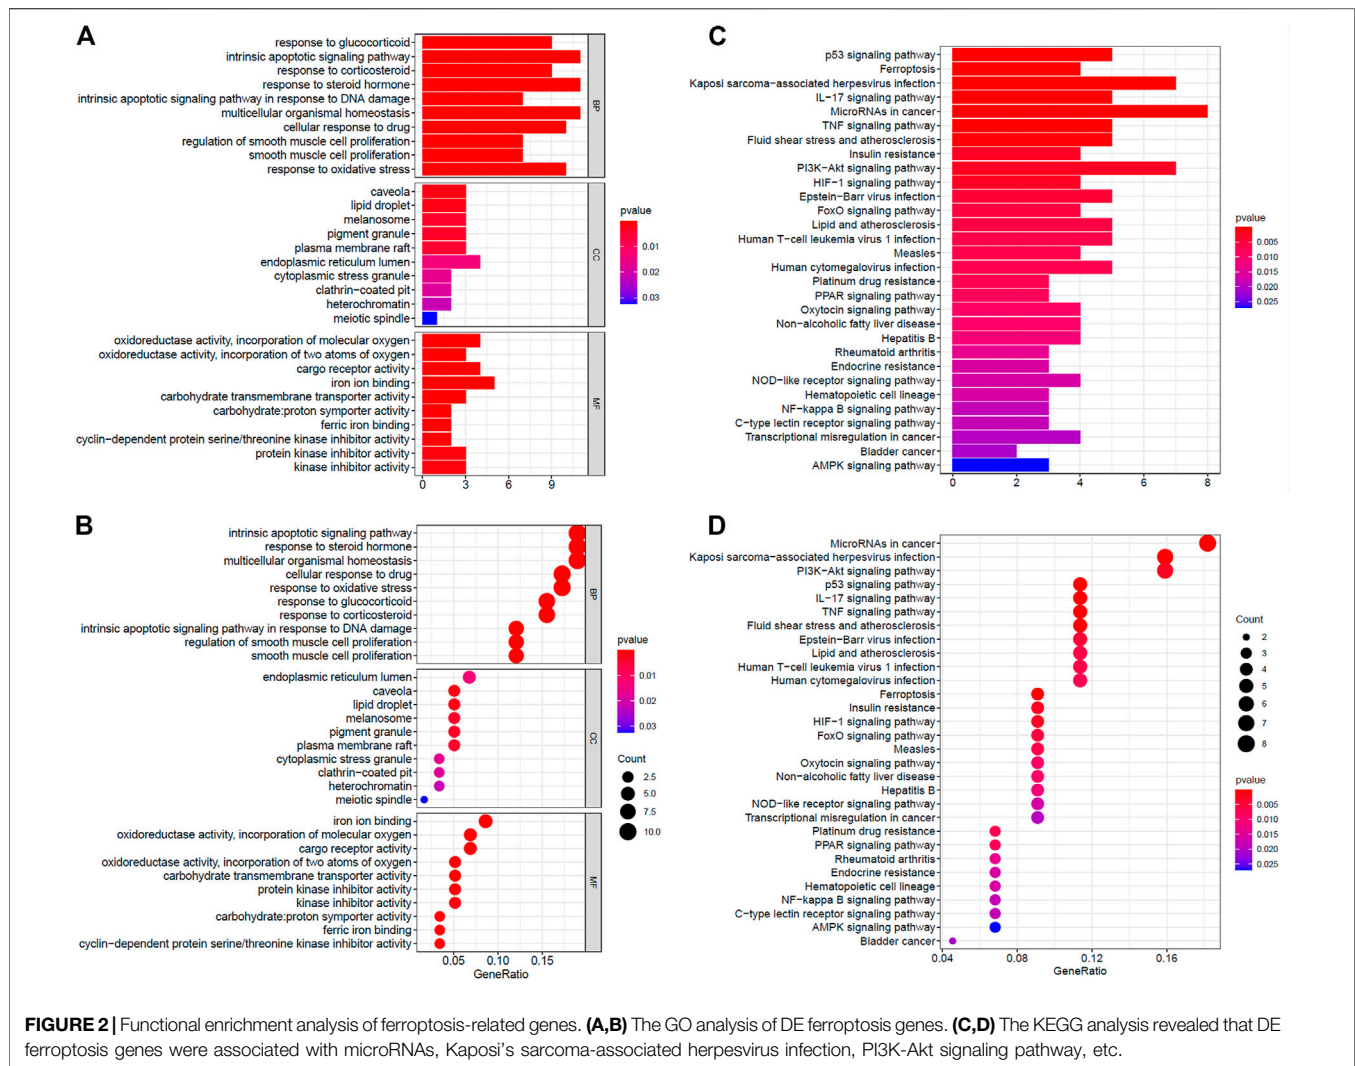 A
response to glucocorticoid
intrinsic apoptotic signaling pathway
response to corticosteroid
response to steroid hormone
intrinsic apoptotic signaling pathway in response to DNA damage
multicellular organismal homeostasis
cellular response to drug
regulation of smooth muscle cell proliferation
smooth muscle cell proliferation
response to oxidative stress
BP
caveola
lipid droplet
melanosome
pigment granule
plasma membrane raft
endoplasmic reticulum lumen
cytoplasmic stress granule
clathrin-coated pit
heterochromatin
meiotic spindle
CC
oxidoreductase activity, incorporation of molecular oxygen
oxidoreductase activity, incorporation of two atoms of oxygen
cargo receptor activity
iron ion binding
carbohydrate transmembrane transporter activity
carbohydrate:proton symporter activity
ferric iron binding
cyclin-dependent protein serine/threonine kinase inhibitor activity
protein kinase inhibitor activity
kinase inhibitor activity
MF
0 3 6 9
pvalue
0.01
0.02
0.03
C
p53 signaling pathway
Ferroptosis
Kaposi sarcoma-associated herpesvirus infection
IL-17 signaling pathway
MicroRNAs in cancer
TNF signaling pathway
Fluid shear stress and atherosclerosis
Insulin resistance
PI3K-Akt signaling pathway
HIF-1 signaling pathway
Epstein-Barr virus infection
FoxO signaling pathway
Lipid and atherosclerosis
Human T-cell leukemia virus 1 infection
Measles
Human cytomegalovirus infection
Platinum drug resistance
PPAR signaling pathway
Oxytocin signaling pathway
Non-alcoholic fatty liver disease
Hepatitis B
Rheumatoid arthritis
Endocrine resistance
NOD-like receptor signaling pathway
Hematopoietic cell lineage
NF-kappa B signaling pathway
C-type lectin receptor signaling pathway
Transcriptional misregulation in cancer
Bladder cancer
AMPK signaling pathway
0 2 4 6 8
pvalue
0.005
0.010
0.015
0.020
0.025
B
intrinsic apoptotic signaling pathway
response to steroid hormone
multicellular organismal homeostasis
cellular response to drug
response to oxidative stress
response to glucocorticoid
response to corticosteroid
intrinsic apoptotic signaling pathway in response to DNA damage
regulation of smooth muscle cell proliferation
smooth muscle cell proliferation
BP
endoplasmic reticulum lumen
caveola
lipid droplet
melanosome
pigment granule
plasma membrane raft
cytoplasmic stress granule
clathrin-coated pit
heterochromatin
meiotic spindle
CC
iron ion binding
oxidoreductase activity, incorporation of molecular oxygen
cargo receptor activity
oxidoreductase activity, incorporation of two atoms of oxygen
carbohydrate transmembrane transporter activity
protein kinase inhibitor activity
kinase inhibitor activity
carbohydrate:proton symporter activity
ferric iron binding
cyclin-dependent protein serine/threonine kinase inhibitor activity
MF
0.05 0.10 0.15
GeneRatio
pvalue
0.01
0.02
0.03
Count
2.5
5.0
7.5
10.0
D
MicroRNAs in cancer
Kaposi sarcoma-associated herpesvirus infection
PI3K-Akt signaling pathway
p53 signaling pathway
IL-17 signaling pathway
TNF signaling pathway
Fluid shear stress and atherosclerosis
Epstein-Barr virus infection
Lipid and atherosclerosis
Human T-cell leukemia virus 1 infection
Human cytomegalovirus infection
Ferroptosis
Insulin resistance
HIF-1 signaling pathway
FoxO signaling pathway
Measles
Oxytocin signaling pathway
Non-alcoholic fatty liver disease
Hepatitis B
NOD-like receptor signaling pathway
Transcriptional misregulation in cancer
Platinum drug resistance
PPAR signaling pathway
Rheumatoid arthritis
Endocrine resistance
Hematopoietic cell lineage
NF-kappa B signaling pathway
C-type lectin receptor signaling pathway
AMPK signaling pathway
Bladder cancer
0.04 0.08 0.12 0.16
GeneRatio
Count
2
3
4
5
6
7
8
pvalue
0.005
0.010
0.015
0.020
0.025
FIGURE 2 | Functional enrichment analysis of ferroptosis-related genes. (A,B) The GO analysis of DE ferroptosis genes. (C,D) The KEGG analysis revealed that DE
ferroptosis genes were associated with microRNAs, Kaposi's sarcoma-associated herpesvirus infection, PI3K-Akt signaling pathway, etc.